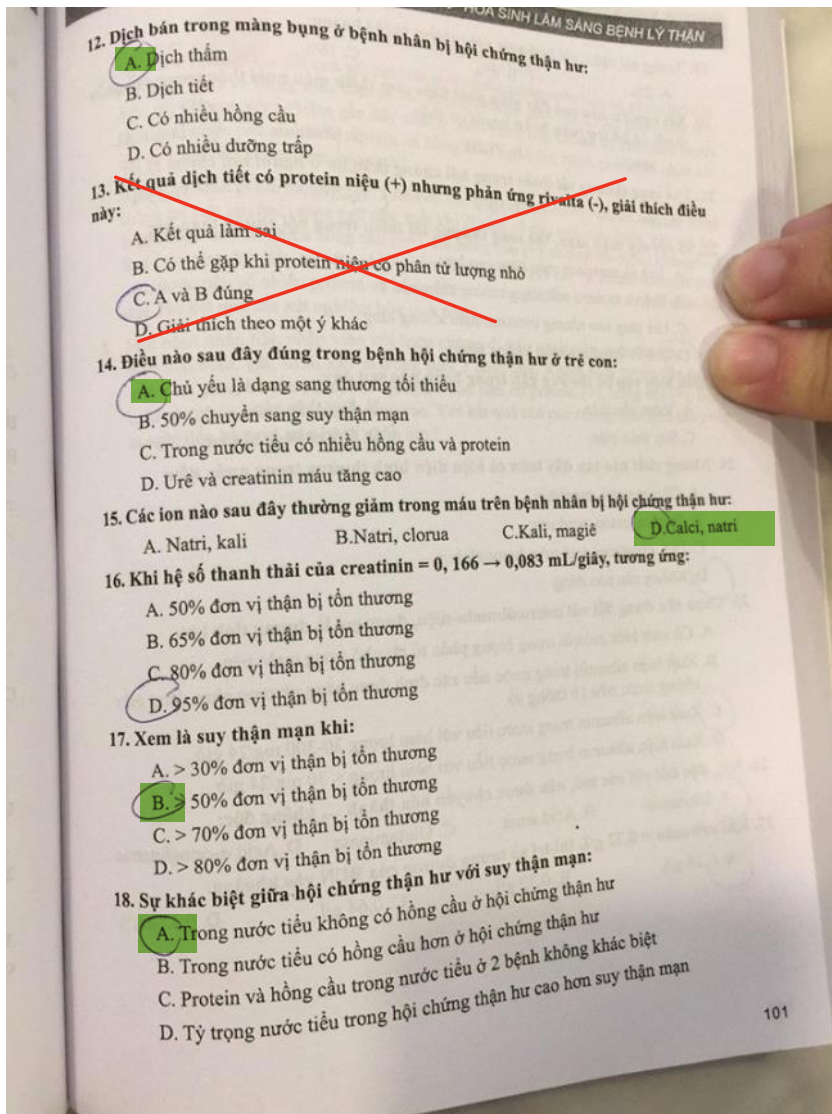 HÓA SINH LÂM SÀNG BỆNH LÝ THẬN
12. Dịch bán trong màng bụng ở bệnh nhân bị hội chứng thận hư:
A. Dịch thấm
B. Dịch tiết
C. Có nhiều hồng cầu
D. Có nhiều dưỡng trấp
13. Kết quả dịch tiết có protein niệu (+) nhưng phản ứng rivalta (-), giải thích điều
này:
A. Kết quả làm sai
B. Có thể gặp khi protein niệu có phân tử lượng nhỏ
C. A và B đúng
D. Giải thích theo một ý khác
14. Điều nào sau đây đúng trong bệnh hội chứng thận hư ở trẻ con:
A. Chủ yếu là dạng sang thương tối thiểu
B. 50% chuyển sang suy thận mạn
C. Trong nước tiểu có nhiều hồng cầu và protein
D. Urê và creatinin máu tăng cao
15. Các ion nào sau đây thường giảm trong máu trên bệnh nhân bị hội chứng thận hư:
A. Natri, kali B.Natri, clorua C.Kali, magiê D.Calci, natri
16. Khi hệ số thanh thải của creatinin = 0, 166 → 0,083 mL/giây, tương ứng:
A. 50% đơn vị thận bị tổn thương
B. 65% đơn vị thận bị tổn thương
C. 80% đơn vị thận bị tổn thương
D. 95% đơn vị thận bị tổn thương
17. Xem là suy thận mạn khi:
A. > 30% đơn vị thận bị tổn thương
B. > 50% đơn vị thận bị tổn thương
C. > 70% đơn vị thận bị tổn thương
D. > 80% đơn vị thận bị tổn thương
18. Sự khác biệt giữa hội chứng thận hư với suy thận mạn:
A. Trong nước tiểu không có hồng cầu ở hội chứng thận hư
B. Trong nước tiểu có hồng cầu hơn ở hội chứng thận hư
C. Protein và hồng cầu trong nước tiểu ở 2 bệnh không khác biệt
D. Tỷ trọng nước tiểu trong hội chứng thận hư cao hơn suy thận mạn
101